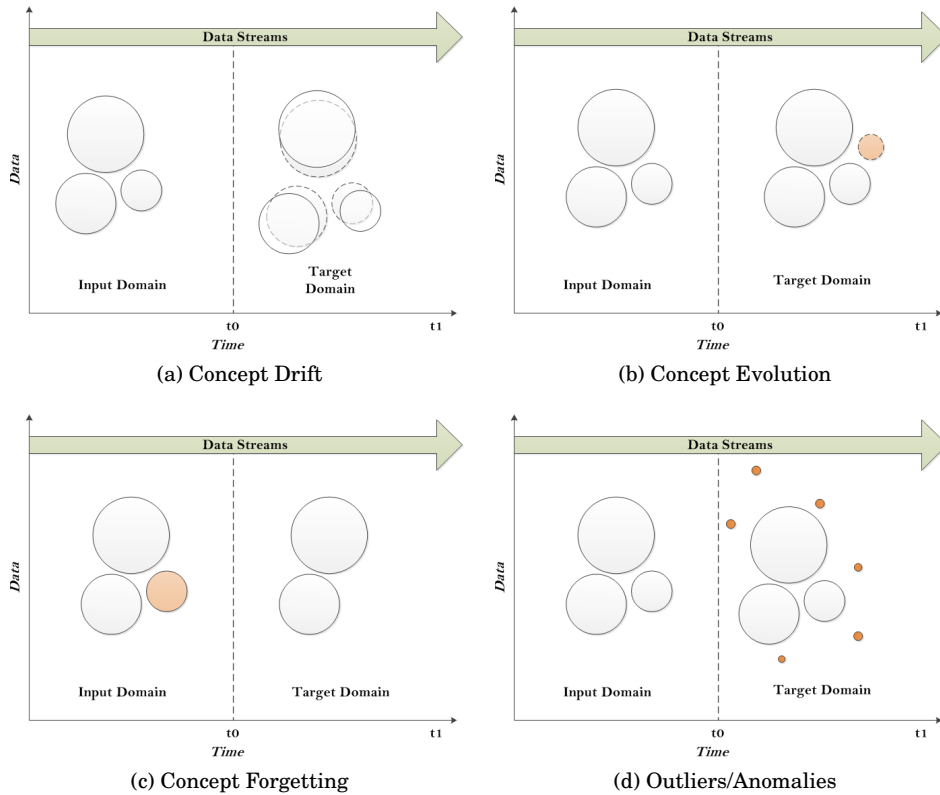 Data Streams
Data
Input Domain
Target
Domain
t0
t1
Time
(a) Concept Drift
Data Streams
Data
Input Domain
Target Domain
t0
t1
Time
(b) Concept Evolution
Data Streams
Data
Input Domain
Target Domain
t0
t1
Time
(c) Concept Forgetting
Data Streams
Data
Input Domain
Target Domain
t0
t1
Time
(d) Outliers/Anomalies